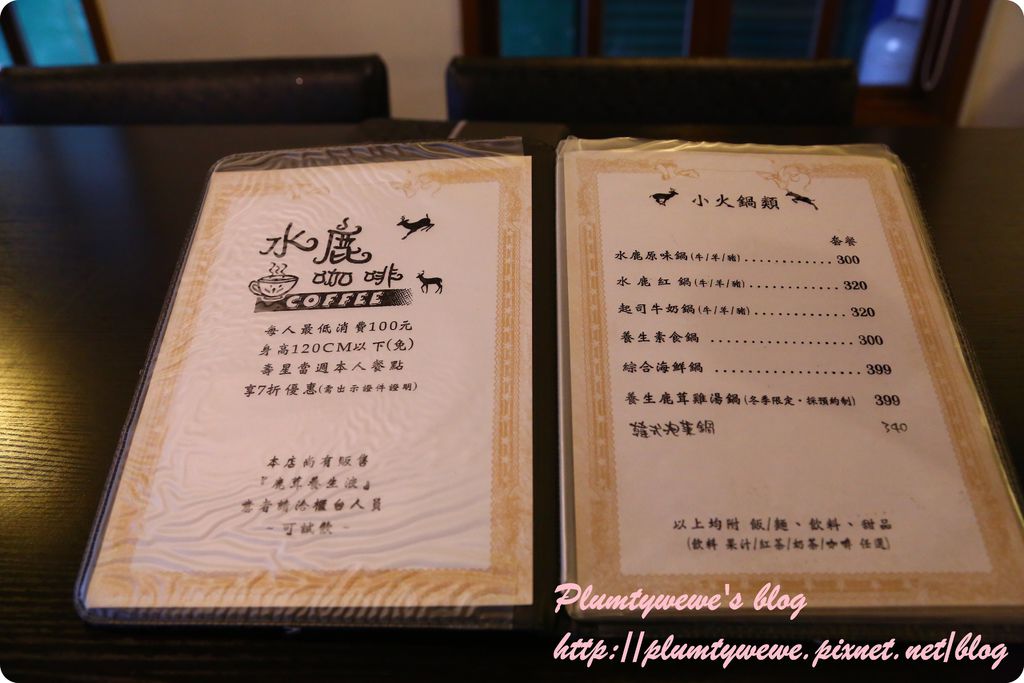 水鹿
咖啡
COFFEE
每人最低消費100元
身高120CM以下(免)
壽星當週本人餐點
享7折優惠(需出示證件證明)
本店尚有販售
『鹿茸養生液』
意者請洽櫃台人員
~可試飲~
小火鍋類
套餐
水鹿原味鍋(牛/羊/豬)............. 300
水鹿紅鍋(牛/羊/豬)............. 320
起司牛奶鍋(牛/羊/豬)............. 320
養生素食鍋 .................... 300
綜合海鮮鍋 .................... 399
養生鹿茸雞湯鍋(冬季限定・採預約制) 399
韓式泡菜鍋 340
以上均附 飯/麵、飲料、甜品
(飲料 果汁/紅茶/奶茶/咖啡 任選)
Plumtywewe's blog
http://plumtywewe.pixnet.net/blog